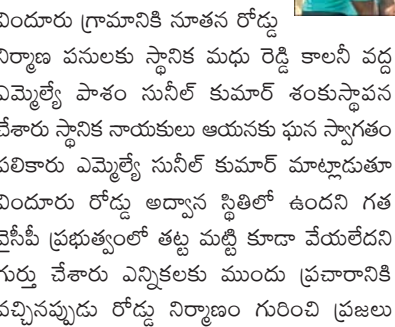 విందూరు గ్రామానికి నూతన రోడ్డు
నిర్మాణ పనులకు స్థానిక మధు రెడ్డి కాలనీ వద్ద
ఎమ్మెల్యే పాశం సునీల్ కుమార్ శంకుస్థాపన
చేశారు స్థానిక నాయకులు ఆయనకు ఘన స్వాగతం
పలికారు ఎమ్మెల్యే సునీల్ కుమార్ మాట్లాడుతూ
విందూరు రోడ్డు అద్వాన స్థితిలో ఉందని గత
వైసీపీ ప్రభుత్వంలో తట్ట మట్టి కూడా వేయలేదని
గుర్తు చేశారు ఎన్నికలకు ముందు ప్రచారానికి
వచ్చినప్పుడు రోడ్డు నిర్మాణం గురించి ప్రజలు